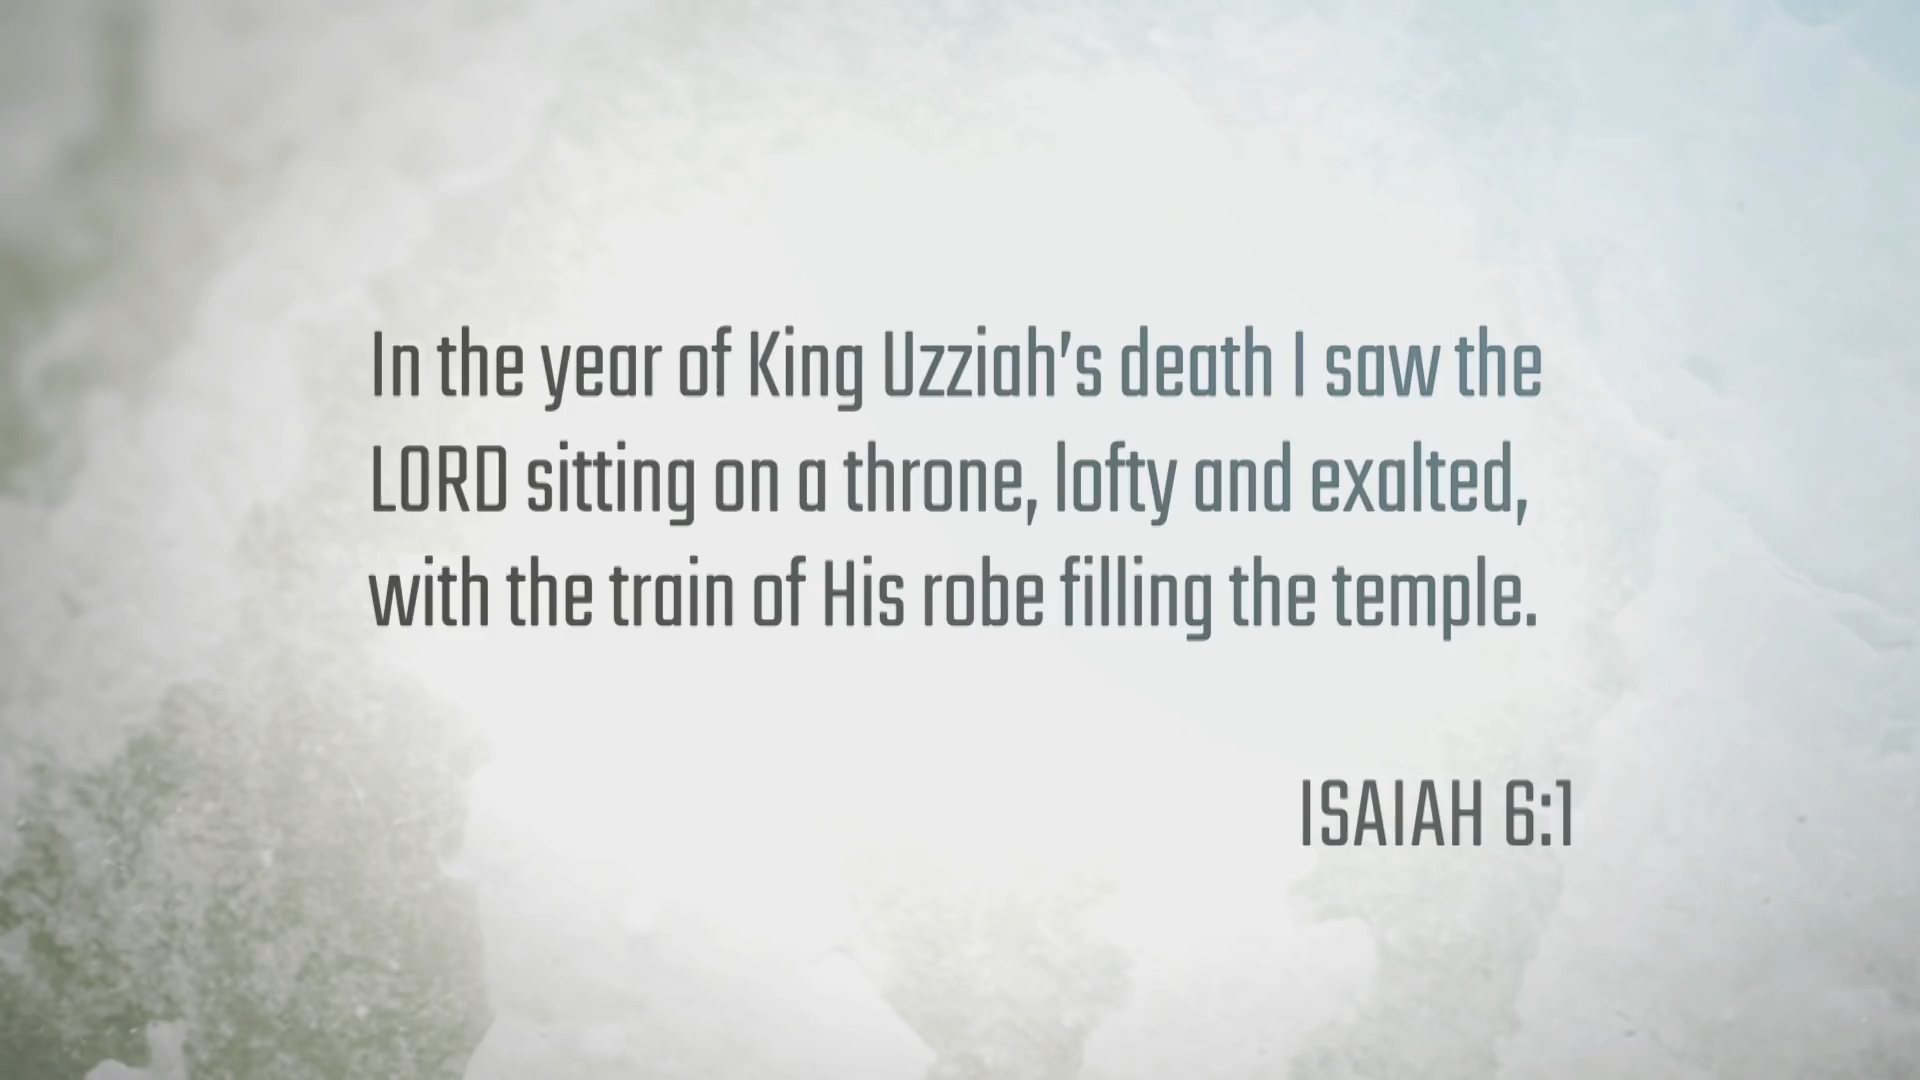 In the year of King Uzziah’s death I saw the
LORD sitting on a throne, lofty and exalted,
with the train of His robe filling the temple.
ISAIAH 6:1